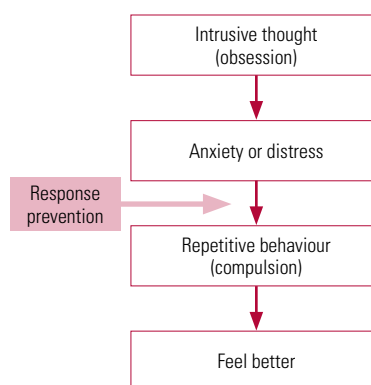 Intrusive thought
(obsession)
Anxiety or distress
Response
prevention
Repetitive behaviour
(compulsion)
Feel better